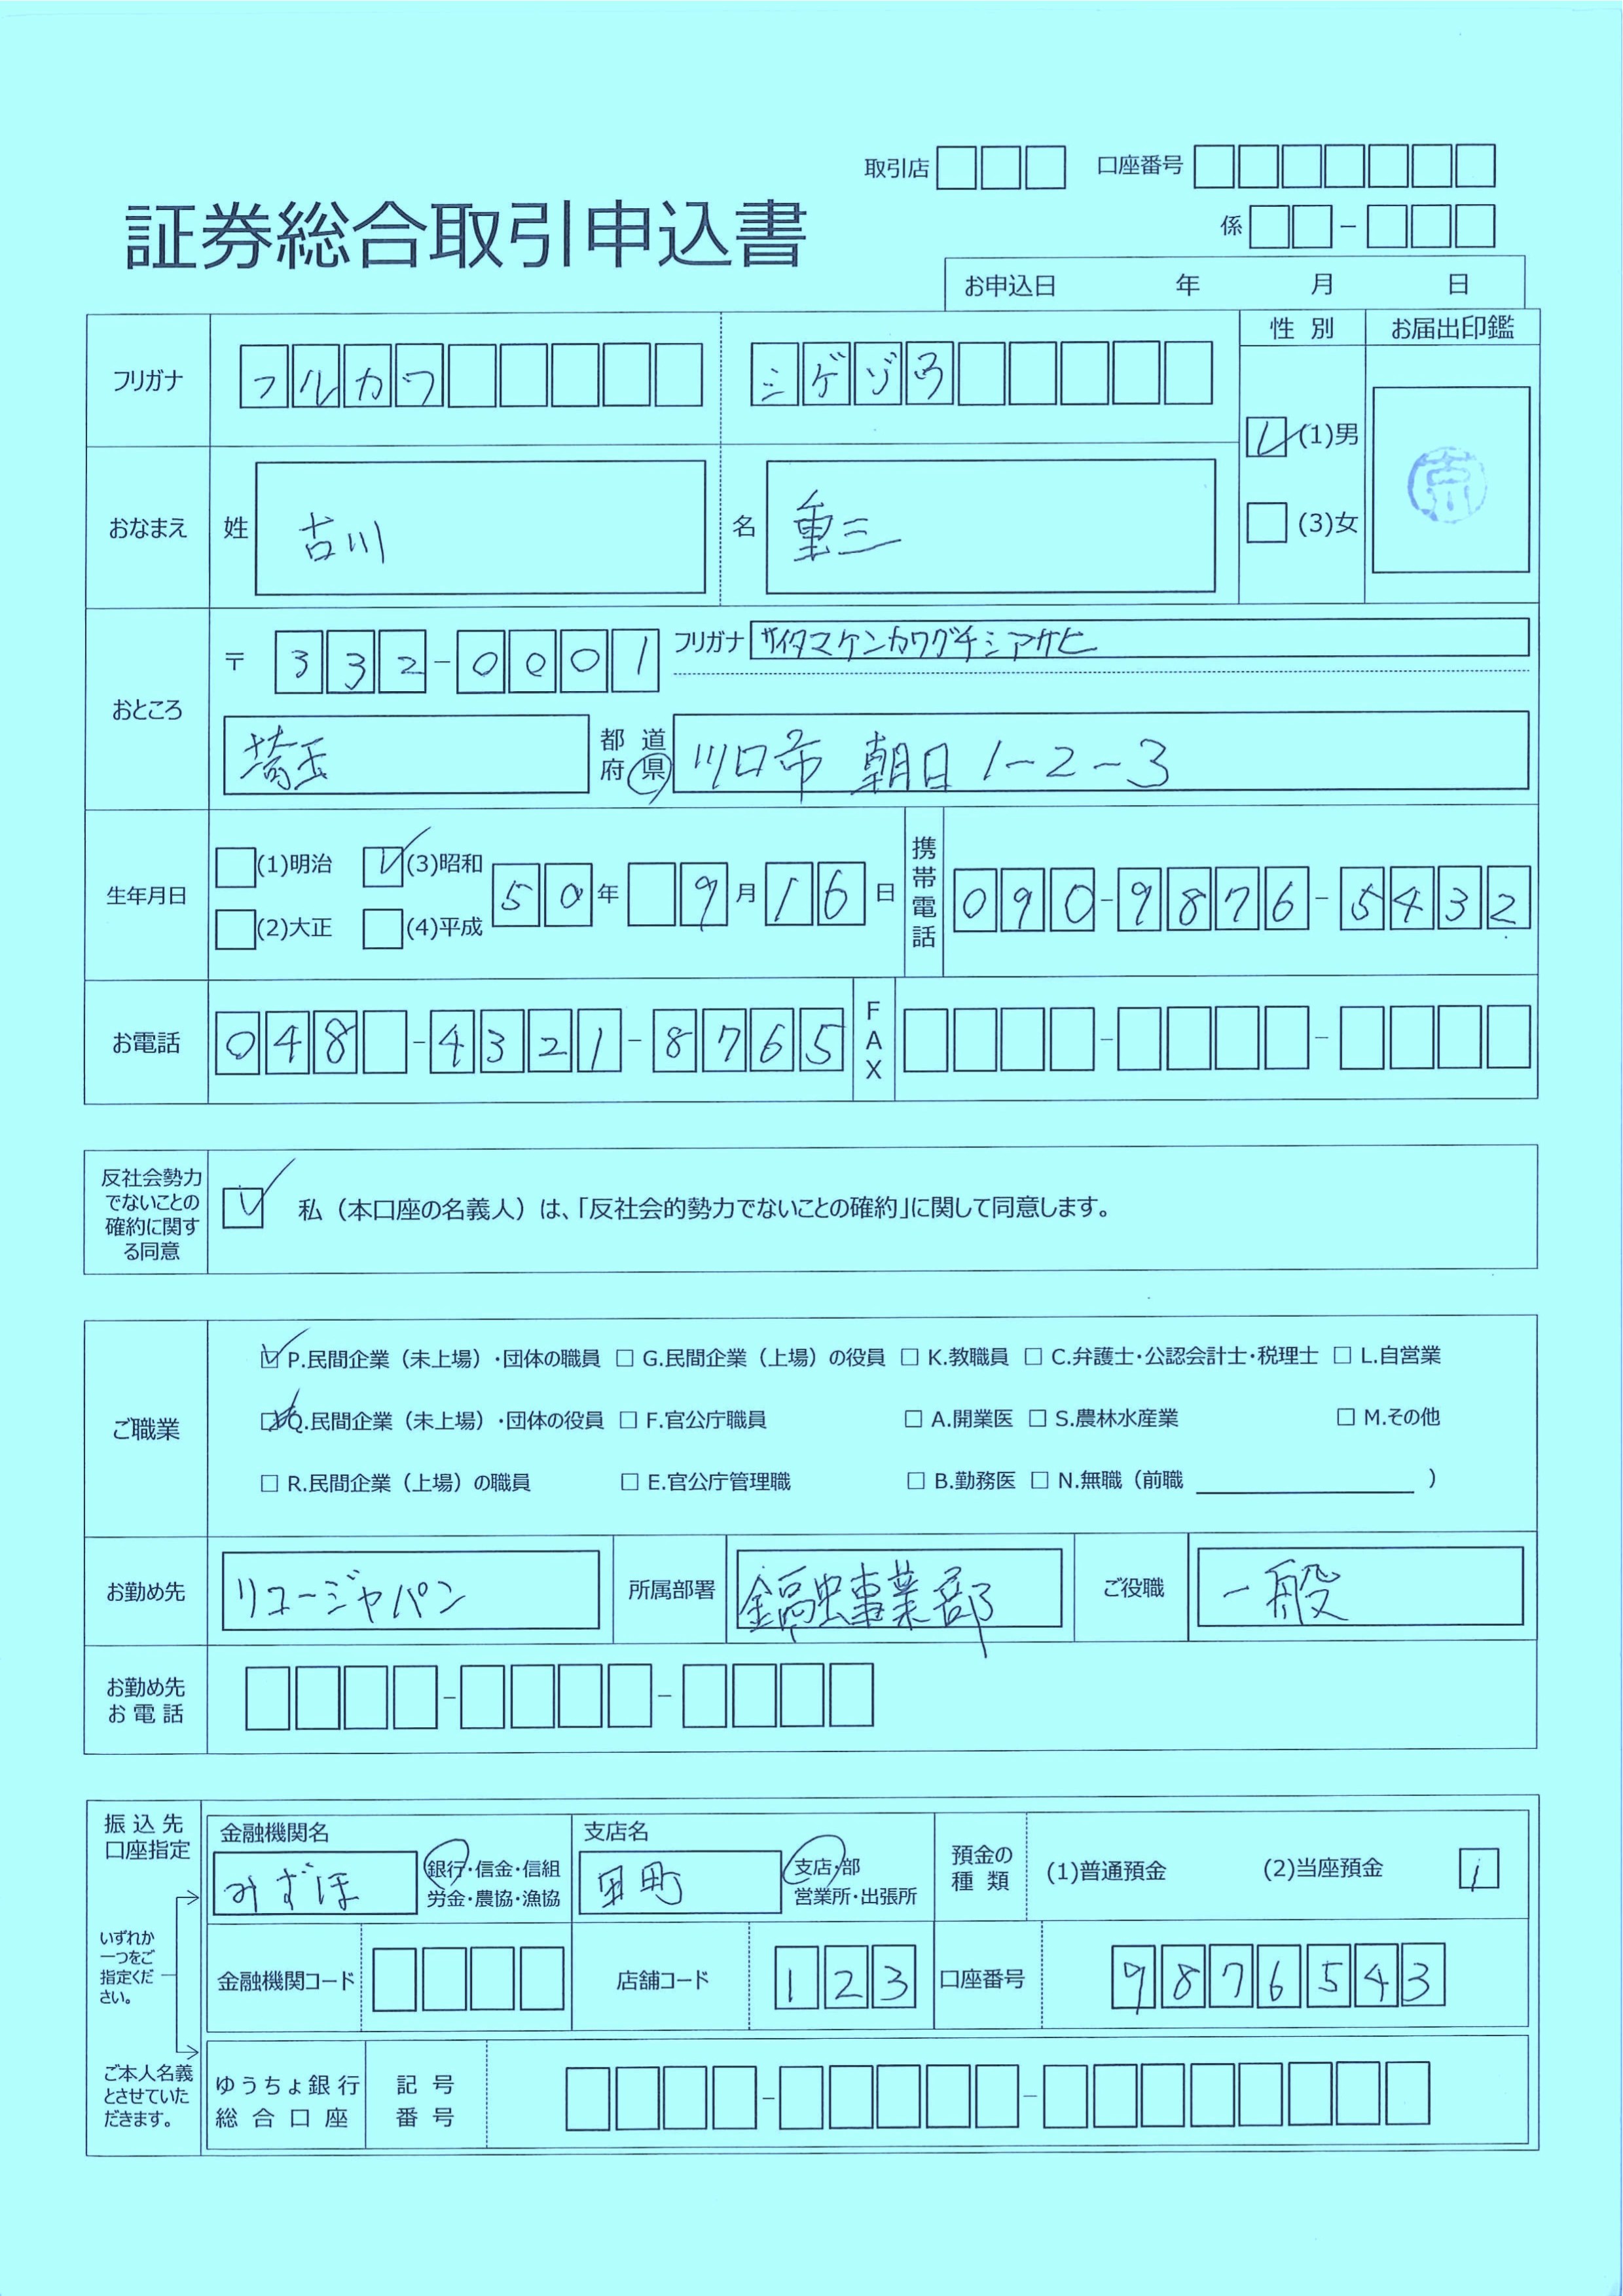 取引店 口座番号
証券総合取引申込書
係 －
お申込日 年 月 日
フリガナ フルカワ シゲゾウ
性 別 お届出印鑑
(1)男
(3)女
おなまえ 姓 古川 名 重三
おところ 〒 332-0001 フリガナ サイタマケンカワグチシアサヒ
埼玉 都 道 府 県 川口市 朝日 1-2-3
生年月日 (1)明治 (3)昭和
(2)大正 (4)平成
50年 9月16日
携帯電話 090-9876-5432
お電話 048-4321-8765 FAX
反社会勢力
でないことの
確約に関す
る同意
私（本口座の名義人）は、「反社会的勢力でないことの確約」に関して同意します。
ご職業
P.民間企業（未上場）・団体の職員 G.民間企業（上場）の役員 K.教職員 C.弁護士・公認会計士・税理士 L.自営業
Q.民間企業（未上場）・団体の役員 F.官公庁職員 A.開業医 S.農林水産業 M.その他
R.民間企業（上場）の職員 E.官公庁管理職 B.勤務医 N.無職（前職 ）
お勤め先 リコージャパン 所属部署 金融事業部 ご役職 一般
お勤め先
お 電 話
振 込 先
口座指定
いずれか
一つをご
指定くだ
さい。
ご本人名義
とさせていた
だきます。
金融機関名
みずほ
銀行・信金・信組
労金・農協・漁協
支店名
町
支店・部
営業所・出張所
預金の
種 類
(1)普通預金 (2)当座預金 1
金融機関コード 店舗コード 123 口座番号 9876543
ゆうちょ銀行
総 合 口 座
記 号
番 号